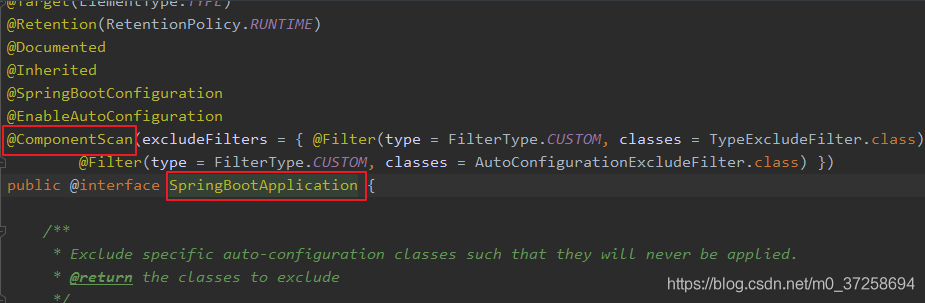 @Target(ElementType.TYPE)
@Retention(RetentionPolicy.RUNTIME)
@Documented
@Inherited
@SpringBootConfiguration
@EnableAutoConfiguration
@ComponentScan(excludeFilters = { @Filter(type = FilterType.CUSTOM, classes = TypeExcludeFilter.class)
@Filter(type = FilterType.CUSTOM, classes = AutoConfigurationExcludeFilter.class) })
public @interface SpringBootApplication {
/**
* Exclude specific auto-configuration classes such that they will never be applied.
* @return the classes to exclude
*/
https://blog.csdn.net/m0_37258694